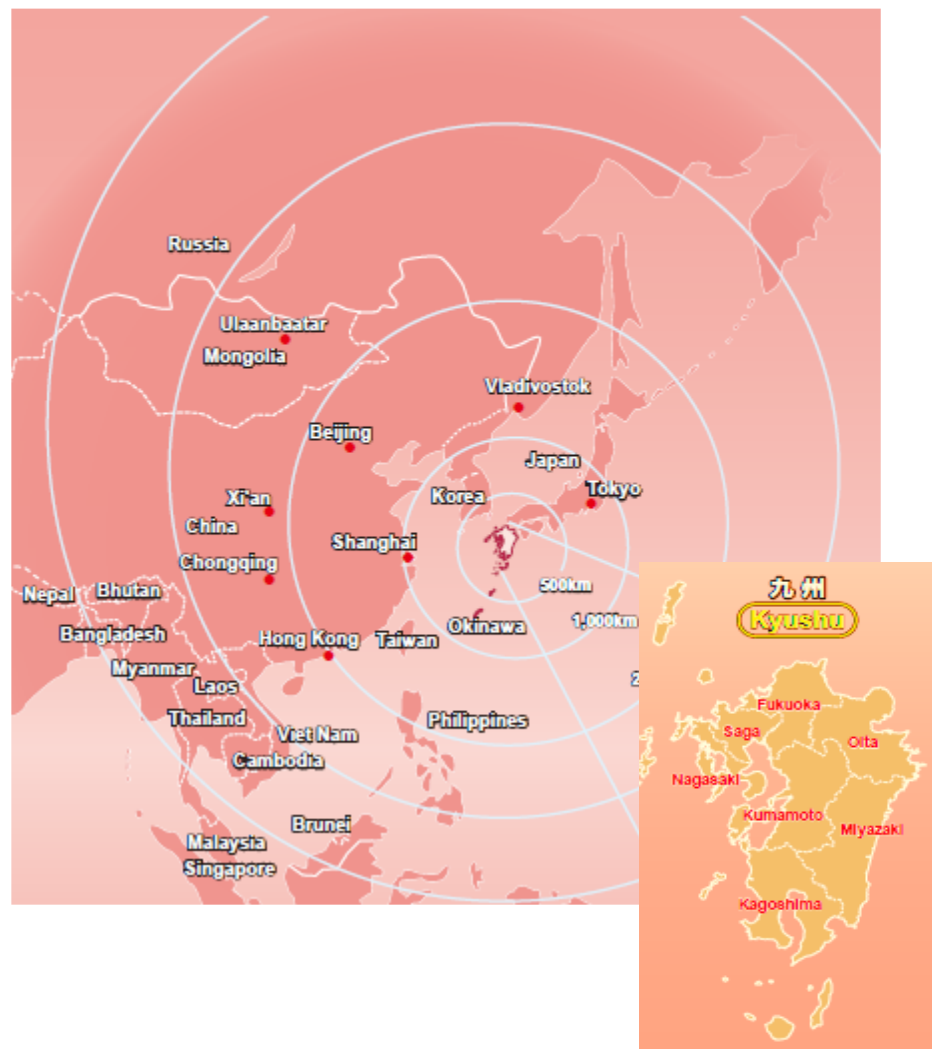 Russia
Ulaanbaatar
Mongolia
Vladivostok
Beijing
Japan
Xi'an
Korea
Tokyo
China
Shanghai
Chongqing
500km
Nepal
Bhutan
1,000km
Bangladesh
Hong Kong
Taiwan
Okinawa
Myanmar
Laos
2
Thailand
Philippines
Viet Nam
Cambodia
Brunei
Malaysia
Singapore
九州
Kyushu
Fukuoka
Saga
Oita
Nagasaki
Kumamoto
Miyazaki
Kagoshima